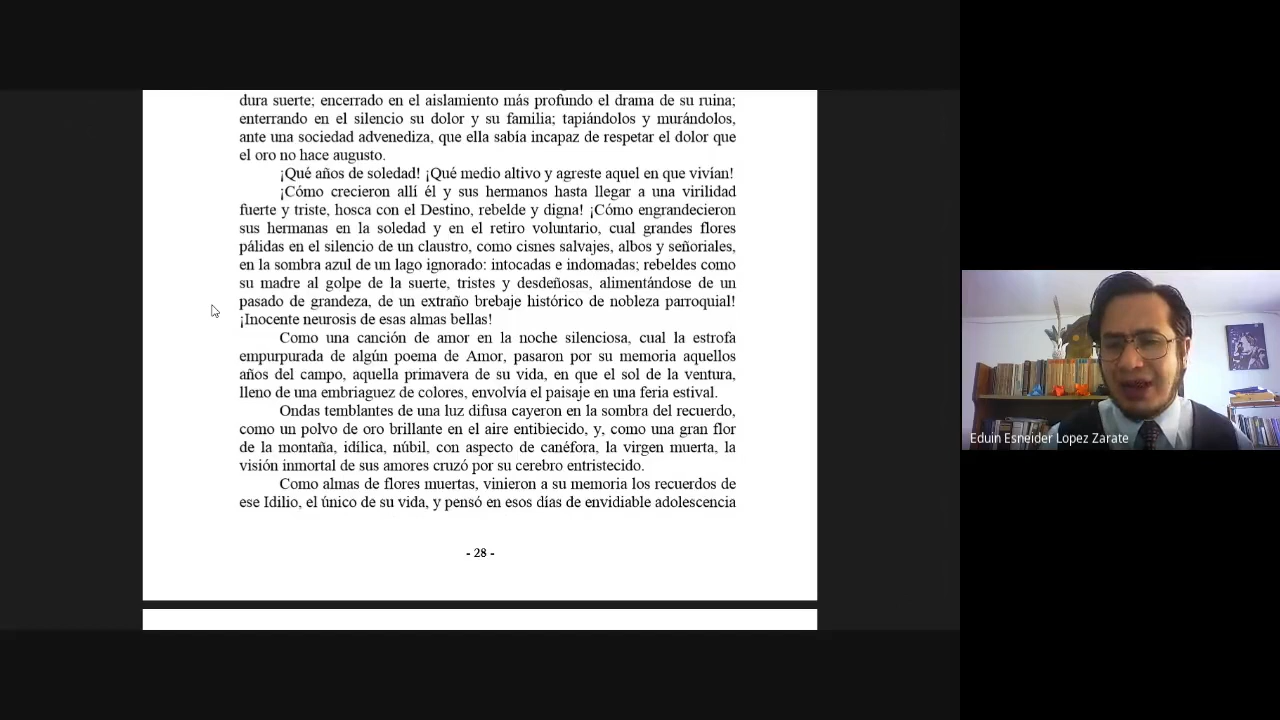 dura suerte; encerrado en el aislamiento más profundo el drama de su ruina;
enterrando en el silencio su dolor y su familia; tapiándolos y murándolos,
ante una sociedad advenediza, que ella sabía incapaz de respetar el dolor que
el oro no hace augusto.
¡Qué años de soledad! ¡Qué medio altivo y agreste aquel en que vivían!
¡Cómo crecieron allí él y sus hermanos hasta llegar a una virilidad
fuerte y triste, hosca con el Destino, rebelde y digna! ¡Cómo engrandecieron
sus hermanas en la soledad y en el retiro voluntario, cual grandes flores
pálidas en el silencio de un claustro, como cisnes salvajes, albos y señoriales,
en la sombra azul de un lago ignorado: intocadas e indomadas; rebeldes como
su madre al golpe de la suerte, tristes y desdeñosas, alimentándose de un
pasado de grandeza, de un extraño brebaje histórico de nobleza parroquial!
¡Inocente neurosis de esas almas bellas!
Como una canción de amor en la noche silenciosa, cual la estrofa
empurpurada de algún poema de Amor, pasaron por su memoria aquellos
años del campo, aquella primavera de su vida, en que el sol de la ventura,
lleno de una embriaguez de colores, envolvía el paisaje en una feria estival.
Ondas temblantes de una luz difusa cayeron en la sombra del recuerdo,
como un polvo de oro brillante en el aire entibiecido, y, como una gran flor
de la montaña, idílica, núbil, con aspecto de canéfora, la virgen muerta, la
visión inmortal de sus amores cruzó por su cerebro entristecido.
Como almas de flores muertas, vinieron a su memoria los recuerdos de
ese Idilio, el único de su vida, y pensó en esos días de envidiable adolescencia
- 28 -
Eduin Esneider Lopez Zarate